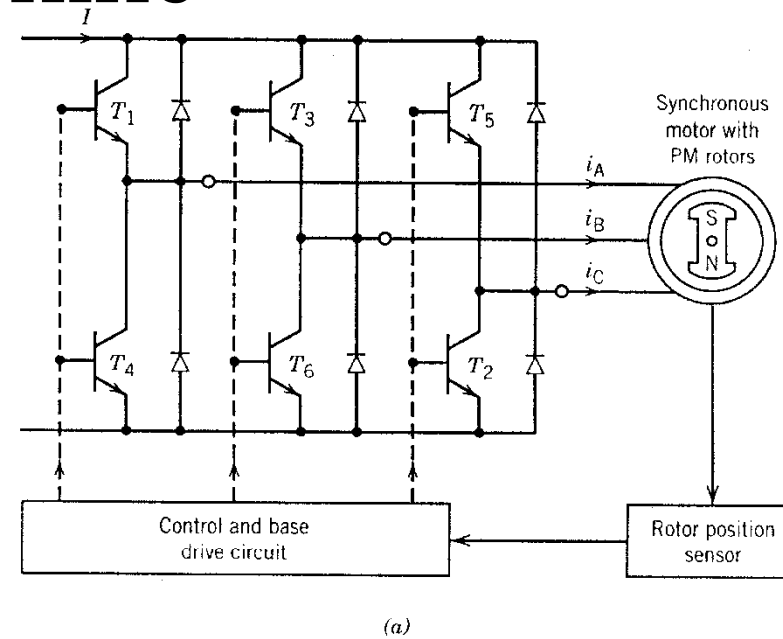 I
T1
T3
T5
Synchronous
motor with
PM rotors
iA
iB
iC
S
N
T4
T6
T2
Control and base
drive circuit
Rotor position
sensor
(a)